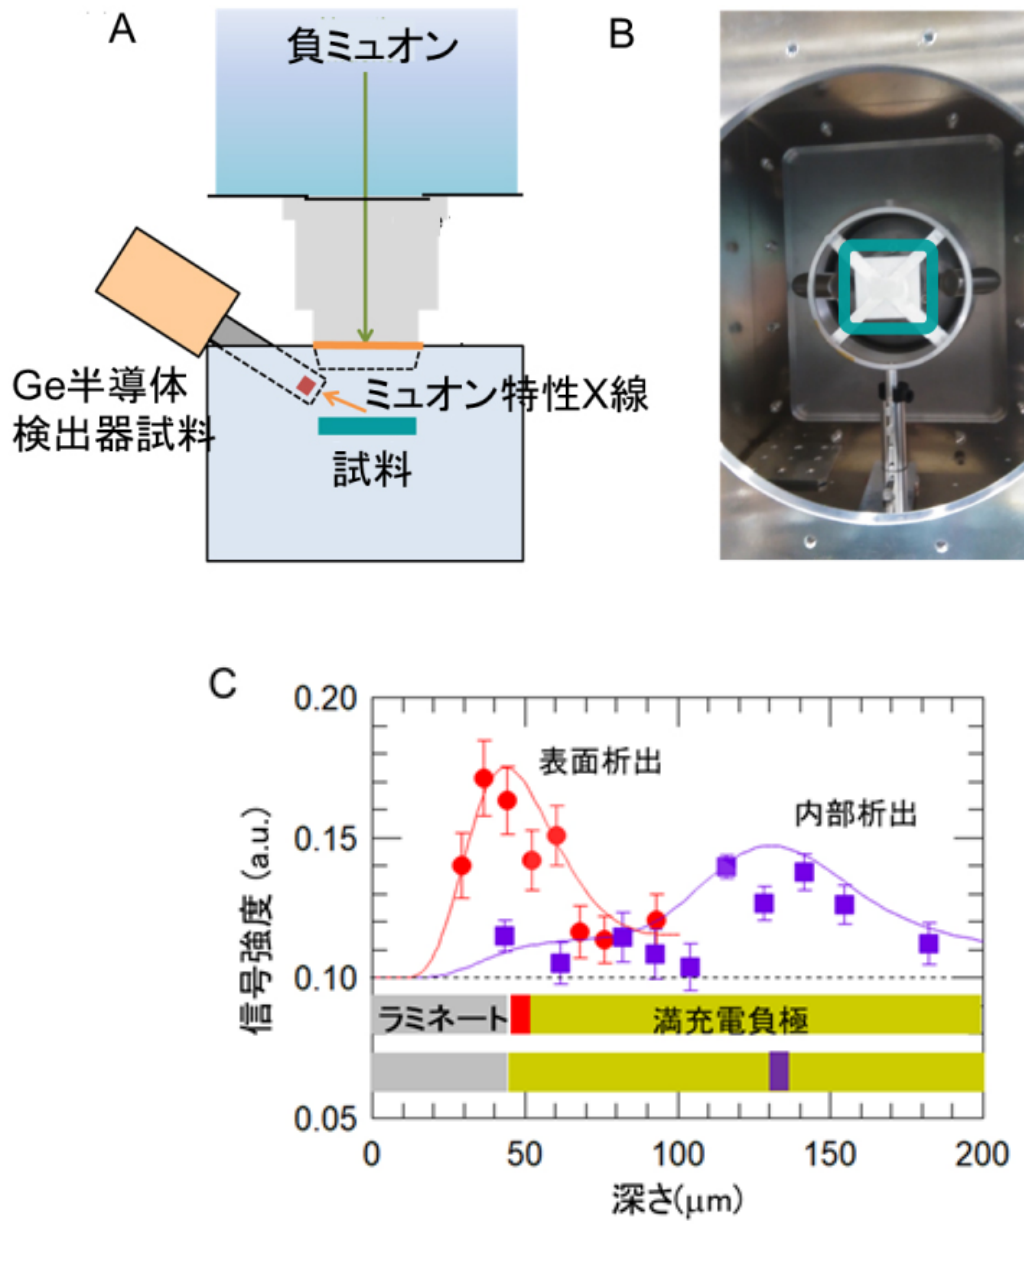 A
負ミュオン
B
Ge半導体
検出器試料
ミュオン特性X線
試料
C
0.20
0.15
0.10
0.05
信号強度 (a.u.)
表面析出
内部析出
ラミネート
満充電負極
0
50
100
150
200
深さ(μm)